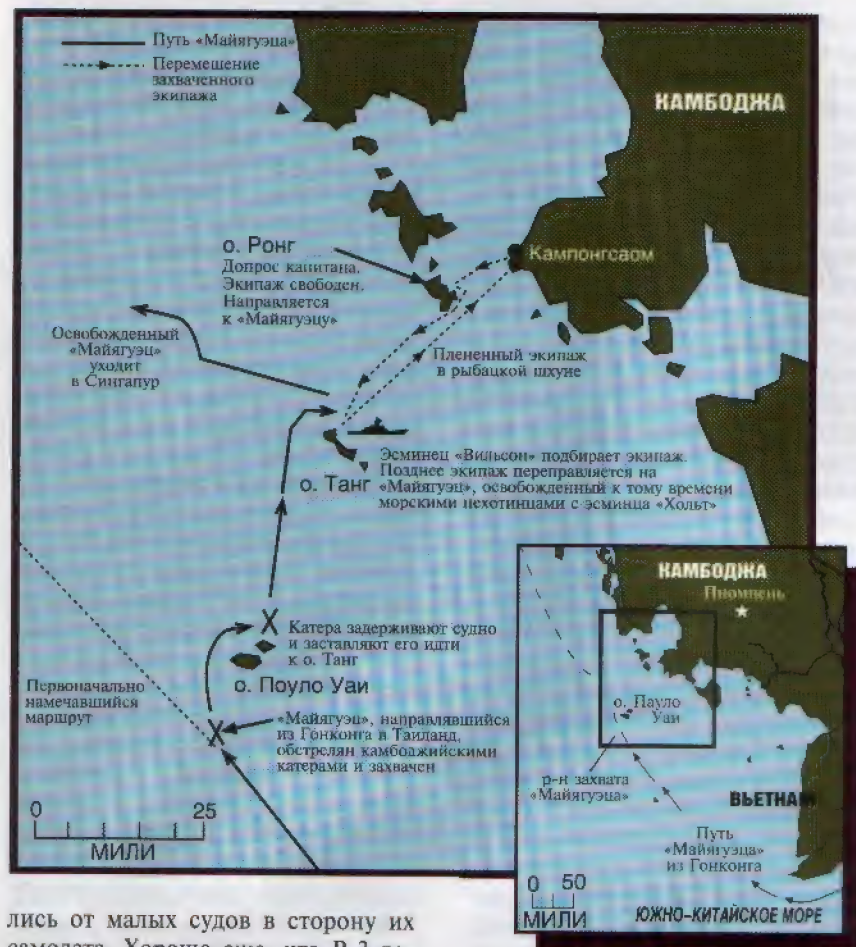 Путь «Майягуэца»
Перемещение
захваченного
экипажа
КАМБОДЖА
о. Ронг
Допрос капитана.
Экипаж свободен.
Направляется
к «Майягуэцу»
Кампонгсаом
Освобожденный
«Майягуэц»
уходит
в Сингапур
Плененный экипаж
в рыбацкой шхуне
Эсминец «Вильсон» подбирает экипаж.
Позднее экипаж переправляется на
«Майягуэц», освобожденный к тому времени
морскими пехотинцами с эсминца «Хольт»
о. Танг
Катера задерживают судно
и заставляют его идти
к о. Танг
о. Поуло Уаи
Первоначально
намечавшийся
маршрут
«Майягуэц», направлявшийся
из Гонконга в Таиланд,
обстрелян камбоджийскими
катерами и захвачен
0 25
МИЛИ
КАМБОДЖА
Пномпень
о. Пауло
Уаи
р-н захвата
«Майягуэца»
ВЬЕТНАМ
Путь
«Майягуэца»
из Гонконга
0 50
МИЛИ
ЮЖНО-КИТАЙСКОЕ МОРЕ
лись от малых судов в сторону их